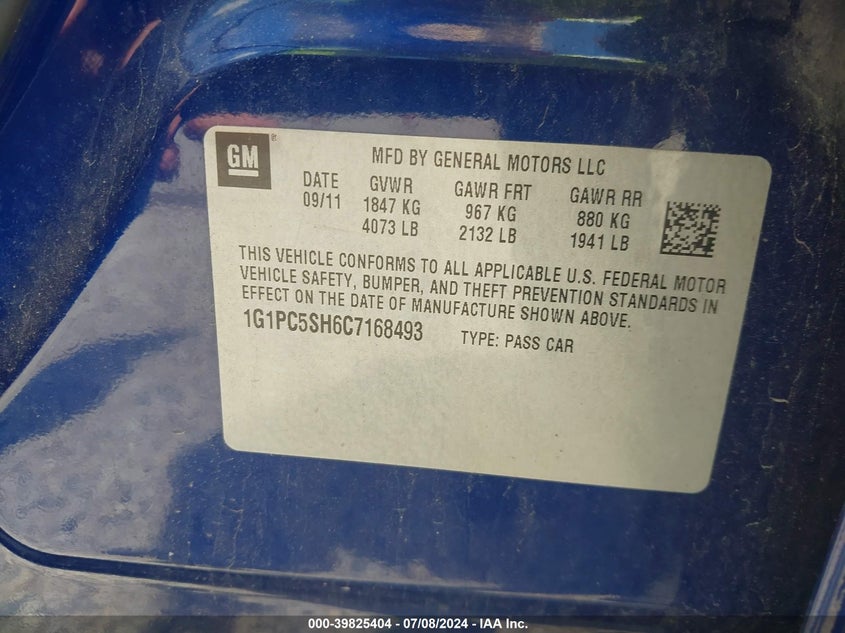 GM®
MFD BY GENERAL MOTORS LLC
DATE GVWR GAWR FRT GAWR RR
09/11 1847 KG 967 KG 880 KG
4073 LB 2132 LB 1941 LB
THIS VEHICLE CONFORMS TO ALL APPLICABLE U.S. FEDERAL MOTOR
VEHICLE SAFETY, BUMPER, AND THEFT PREVENTION STANDARDS IN
EFFECT ON THE DATE OF MANUFACTURE SHOWN ABOVE.
1G1PC5SH6C7168493 TYPE: PASS CAR
000-39825404 - 07/08/2024 - IAA Inc.